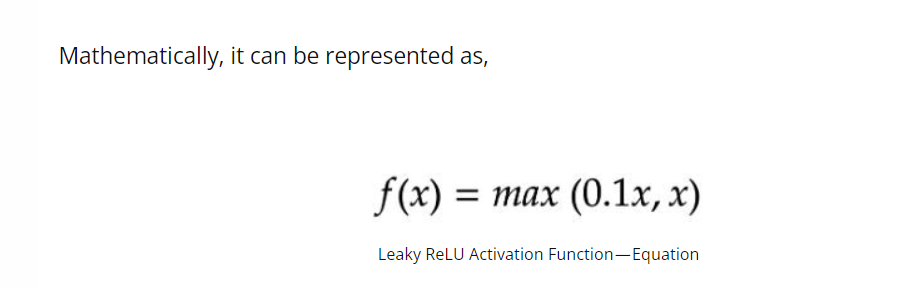 Mathematically, it can be represented as,
f(x) = max (0.1x, x)
Leaky ReLU Activation Function—Equation